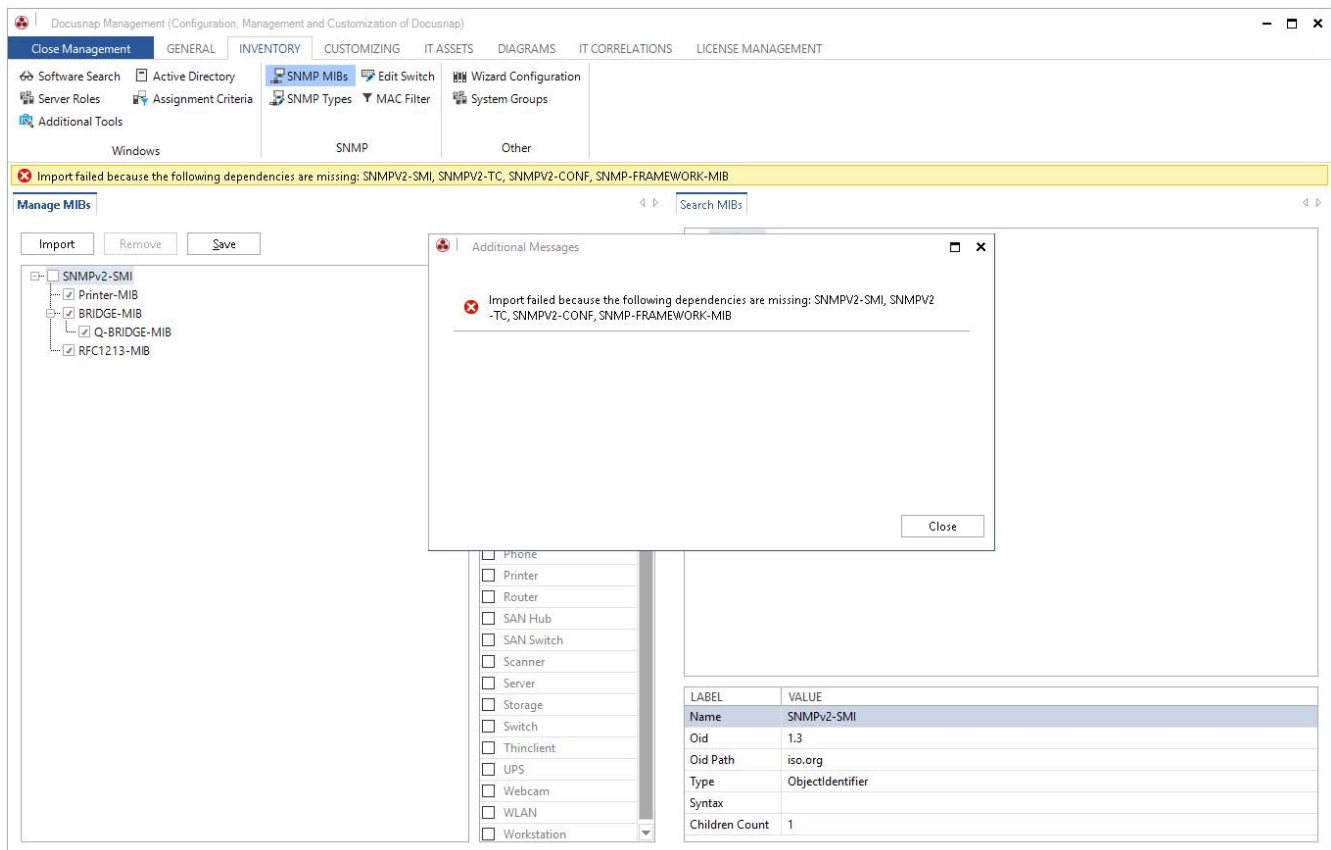 Docusnap Management (Configuration, Management and Customization of Docusnap)
Close Management GENERAL INVENTORY CUSTOMIZING IT ASSETS DIAGRAMS IT CORRELATIONS LICENSE MANAGEMENT
Software Search Active Directory SNMP MIBs Edit Switch Wizard Configuration
Server Roles Assignment Criteria SNMP Types MAC Filter System Groups
Additional Tools
Windows SNMP Other
Import failed because the following dependencies are missing: SNMPV2-SMI, SNMPV2-TC, SNMPV2-CONF, SNMP-FRAMEWORK-MIB
Manage MIBs Search MIBs
Import Remove Save
Additional Messages
SNMPv2-SMI
Printer-MIB
BRIDGE-MIB
Q-BRIDGE-MIB
RFC1213-MIB
Import failed because the following dependencies are missing: SNMPV2-SMI, SNMPV2
-TC, SNMPV2-CONF, SNMP-FRAMEWORK-MIB
Close
Phone
Printer
Router
SAN Hub
SAN Switch
Scanner
Server
Storage
Switch
Thinclient
UPS
Webcam
WLAN
Workstation
LABEL VALUE
Name SNMPv2-SMI
Oid 1.3
Oid Path iso.org
Type ObjectIdentifier
Syntax
Children Count 1